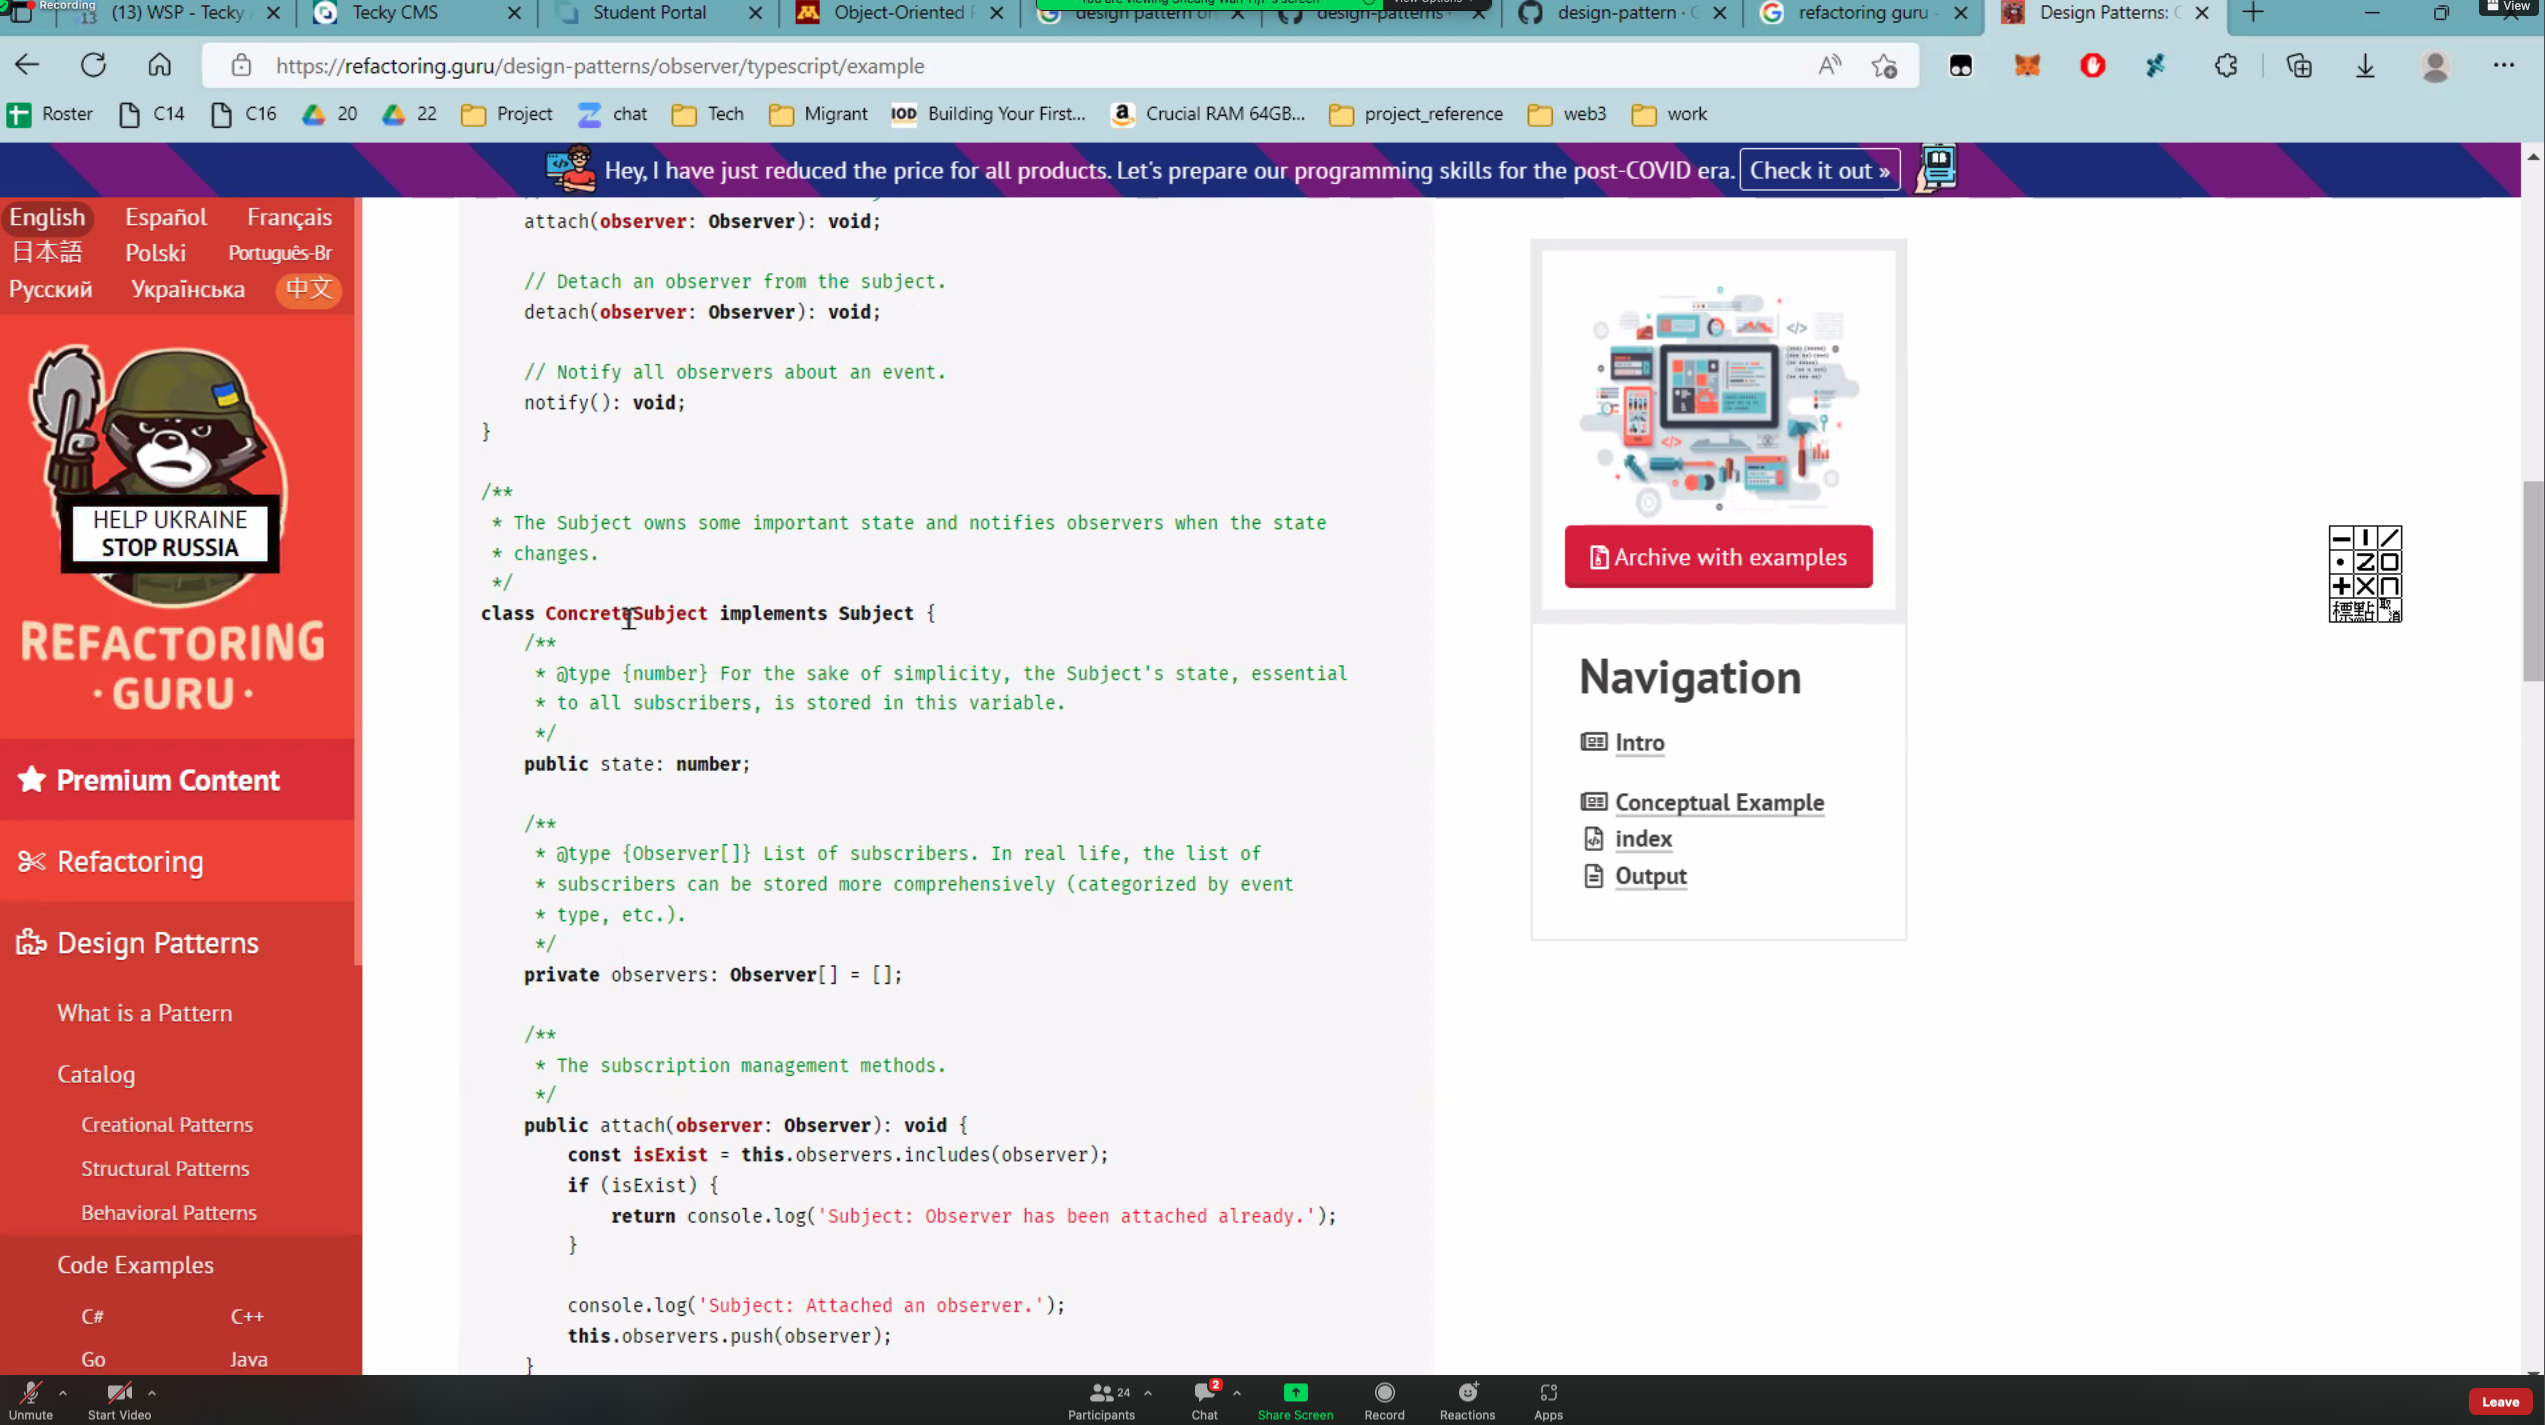 Recording
(13) WSP - Tecky
Tecky CMS
Student Portal
Object-Oriented
design pattern
design-patterns
design-pattern
refactoring guru
Design Patterns:
View
https://refactoring.guru/design-patterns/observer/typescript/example
Roster
C14
C16
20
22
Project
chat
Tech
Migrant
IOD Building Your First...
Crucial RAM 64GB...
project_reference
web3
work
Hey, I have just reduced the price for all products. Let's prepare our programming skills for the post-COVID era.
Check it out »
English Español Français
日本語 Polski Português-Br
Русский Українська 中文
HELP UKRAINE
STOP RUSSIA
REFACTORING
· GURU ·
Premium Content
Refactoring
Design Patterns
What is a Pattern
Catalog
Creational Patterns
Structural Patterns
Behavioral Patterns
Code Examples
C# C++
Go Java
attach(observer: Observer): void;
// Detach an observer from the subject.
detach(observer: Observer): void;
// Notify all observers about an event.
notify(): void;
}
/**
* The Subject owns some important state and notifies observers when the state
* changes.
*/
class ConcreteSubject implements Subject {
/**
* @type {number} For the sake of simplicity, the Subject's state, essential
* to all subscribers, is stored in this variable.
*/
public state: number;
/**
* @type {Observer[]} List of subscribers. In real life, the list of
* subscribers can be stored more comprehensively (categorized by event
* type, etc.).
*/
private observers: Observer[] = [];
/**
* The subscription management methods.
*/
public attach(observer: Observer): void {
const isExist = this.observers.includes(observer);
if (isExist) {
return console.log('Subject: Observer has been attached already.');
}
console.log('Subject: Attached an observer.');
this.observers.push(observer);
}
Archive with examples
Navigation
Intro
Conceptual Example
index
Output
標點 取消
Unmute
Start Video
24
Participants
2
Chat
Share Screen
Record
Reactions
Apps
Leave